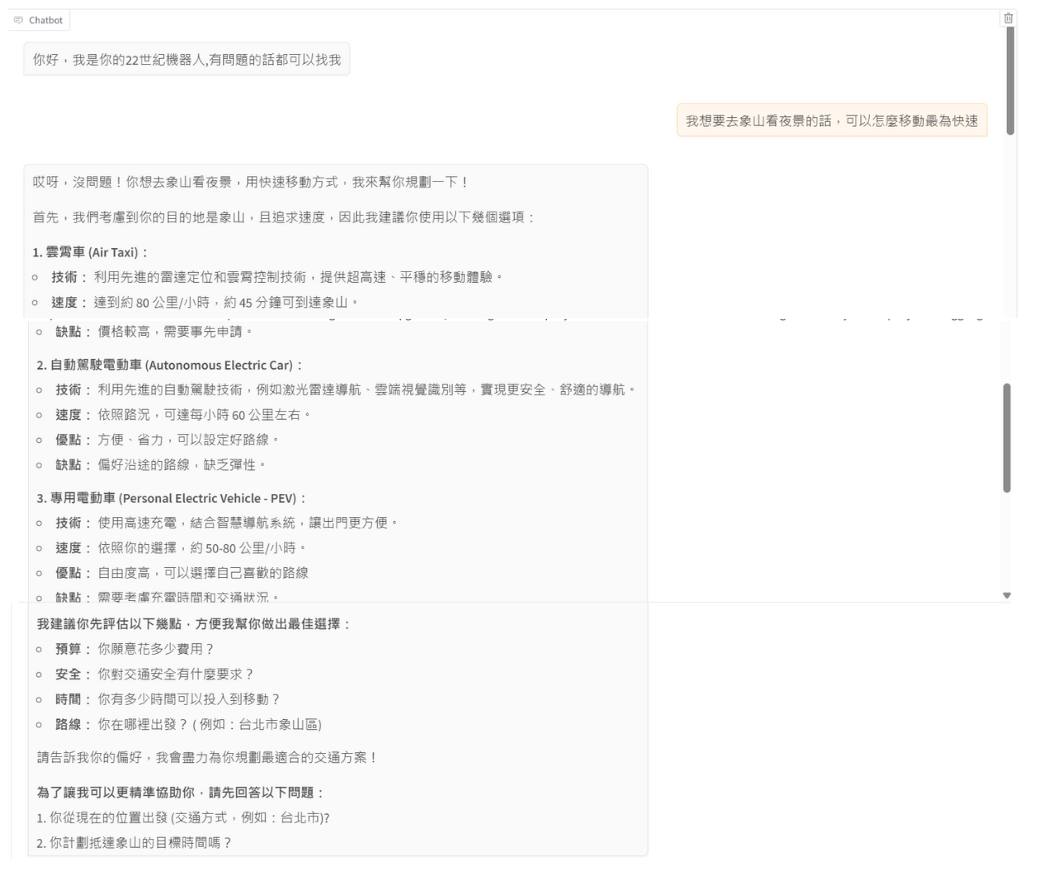 Chatbot
你好，我是你的22世紀機器人,有問題的話都可以找我
我想要去象山看夜景的話，可以怎麼移動最為快速
哎呀，沒問題！你想去象山看夜景，用快速移動方式，我來幫你規劃一下！
首先，我們考慮到你的目的地是象山，且追求速度，因此我建議你使用以下幾個選項：
1. 雲霄車 (Air Taxi)：
技術： 利用先進的雷達定位和雲霄控制技術，提供超高速、平穩的移動體驗。
速度： 達到約 80 公里/小時，約 45 分鐘可到達象山。
缺點： 價格較高，需要事先申請。
2. 自動駕駛電動車 (Autonomous Electric Car)：
技術： 利用先進的自動駕駛技術，例如激光雷達導航、雲端視覺識別等，實現更安全、舒適的導航。
速度： 依照路況，可達每小時 60 公里左右。
優點： 方便、省力，可以設定好路線。
缺點： 偏好沿途的路線，缺乏彈性。
3. 專用電動車 (Personal Electric Vehicle - PEV)：
技術： 使用高速充電，結合智慧導航系統，讓出門更方便。
速度： 依照你的選擇，約 50-80 公里/小時。
優點： 自由度高，可以選擇自己喜歡的路線
缺點： 需要考慮充電時間和交通狀況。
我建議你先評估以下幾點，方便我幫你做出最佳選擇：
預算： 你願意花多少費用？
安全： 你對交通安全有什麼要求？
時間： 你有多少時間可以投入到移動？
路線： 你在哪裡出發？ ( 例如：台北市象山區)
請告訴我你的偏好，我會盡力為你規劃最適合的交通方案！
為了讓我可以更精準協助你，請先回答以下問題：
1. 你從現在的位置出發 (交通方式，例如：台北市)?
2. 你計劃抵達象山的目標時間嗎？